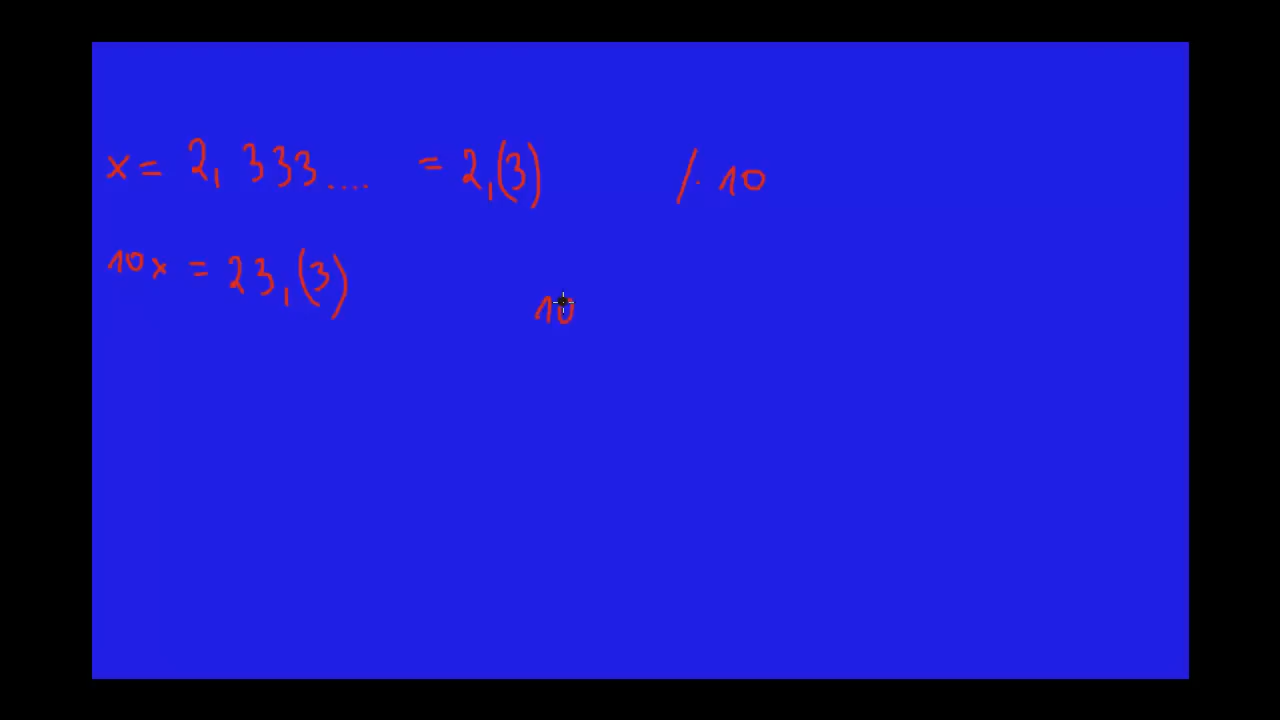 x = 2,333.... = 2,(3) /· 10
10x = 23,(3)
10